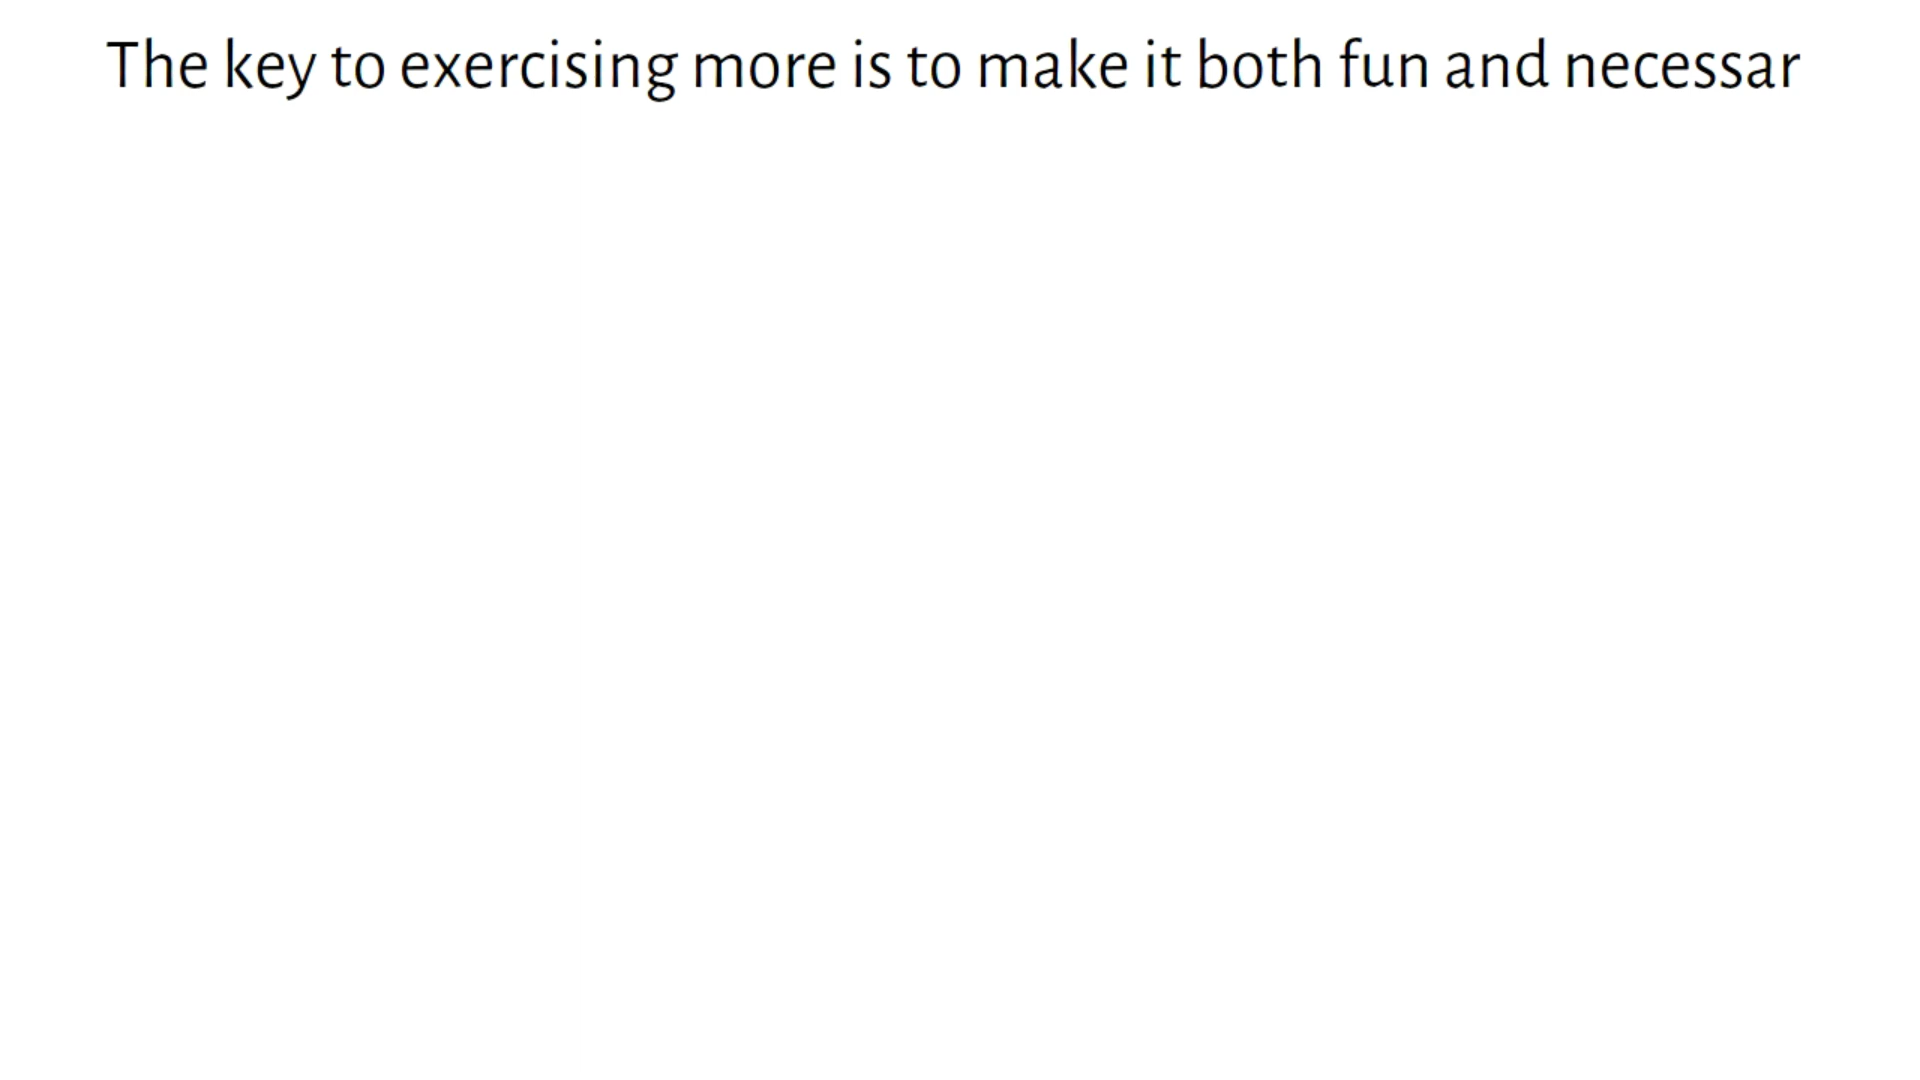 The key to exercising more is to make it both fun and necessar